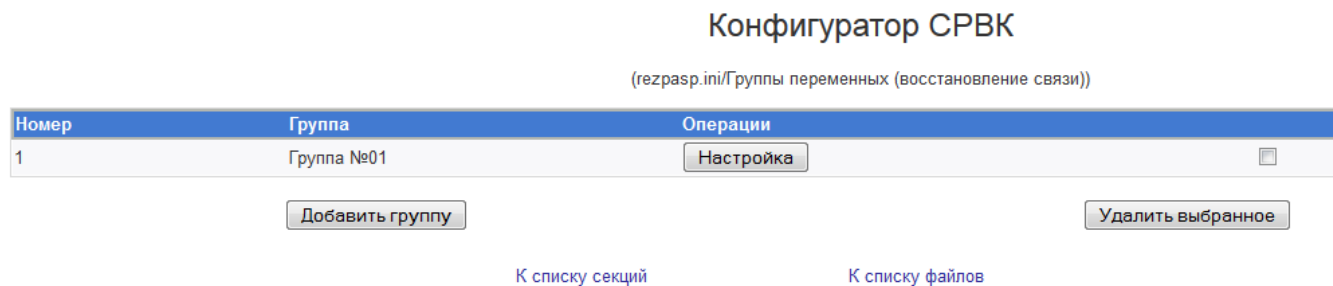 Конфигуратор СРВК
(rezpasp.ini/Группы переменных (восстановление связи))
Номер Группа Операции
1 Группа №01 Настройка
Добавить группу Удалить выбранное
К списку секций К списку файлов